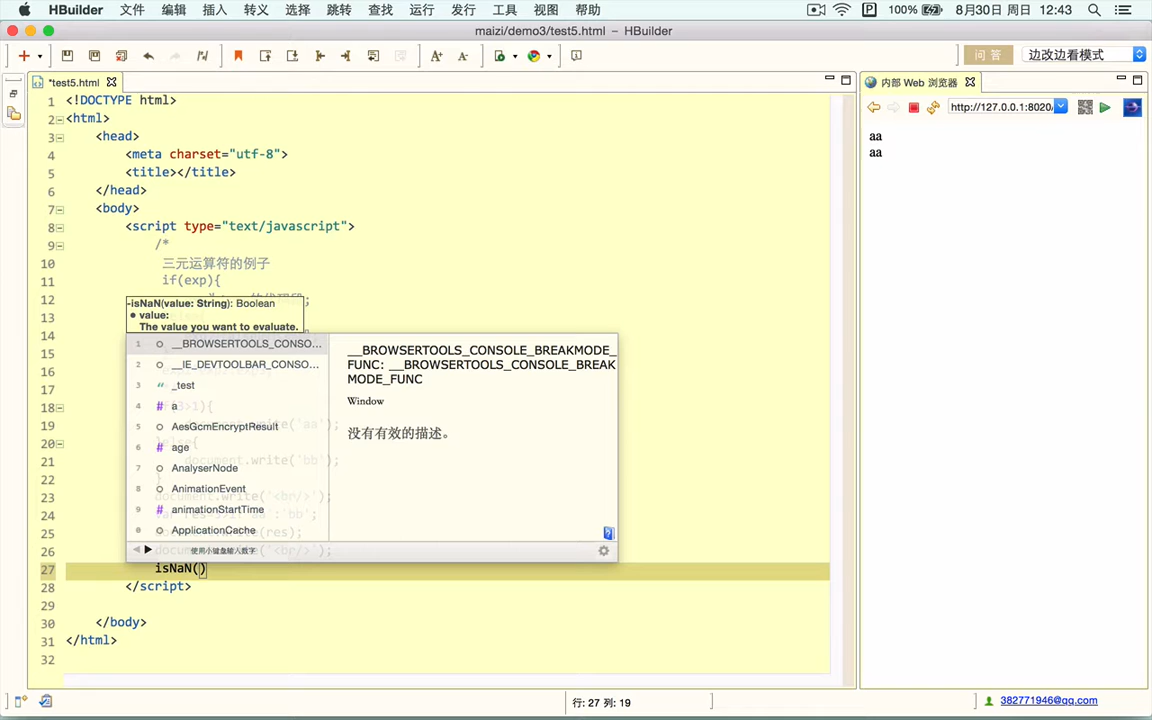 HBuilder 文件 编辑 插入 转义 选择 跳转 查找 运行 发行 工具 视图 帮助 100% 8月30日 周日 12:43
maizi/demo3/test5.html – HBuilder
问 答 边改边看模式
*test5.html
内部 Web 浏览器
http://127.0.0.1:8020/
aa
aa
1 <!DOCTYPE html>
2 <html>
3 <head>
4 <meta charset="utf-8">
5 <title></title>
6 </head>
7 <body>
8 <script type="text/javascript">
9 /*
10 三元运算符的例子
11 if(exp){
12
13
14
15
16
17
18
19
20
21 document.write('bb');
22
23 document.write('<br/>');
24
25
26
27 isNaN()
28 </script>
29
30 </body>
31 </html>
32
isNaN(value: String): Boolean
value:
The value you want to evaluate.
1 __BROWSERTOOLS_CONSO...
2 __IE_DEVTOOLBAR_CONSO...
3 _test
4 a
5 AesGcmEncryptResult
6 age
7 AnalyserNode
8 AnimationEvent
9 animationStartTime
0 ApplicationCache
使用小键盘输入数字
__BROWSERTOOLS_CONSOLE_BREAKMODE_
FUNC: __BROWSERTOOLS_CONSOLE_BREAK
MODE_FUNC
Window
没有有效的描述。
行: 27 列: 19
382771946@qq.com